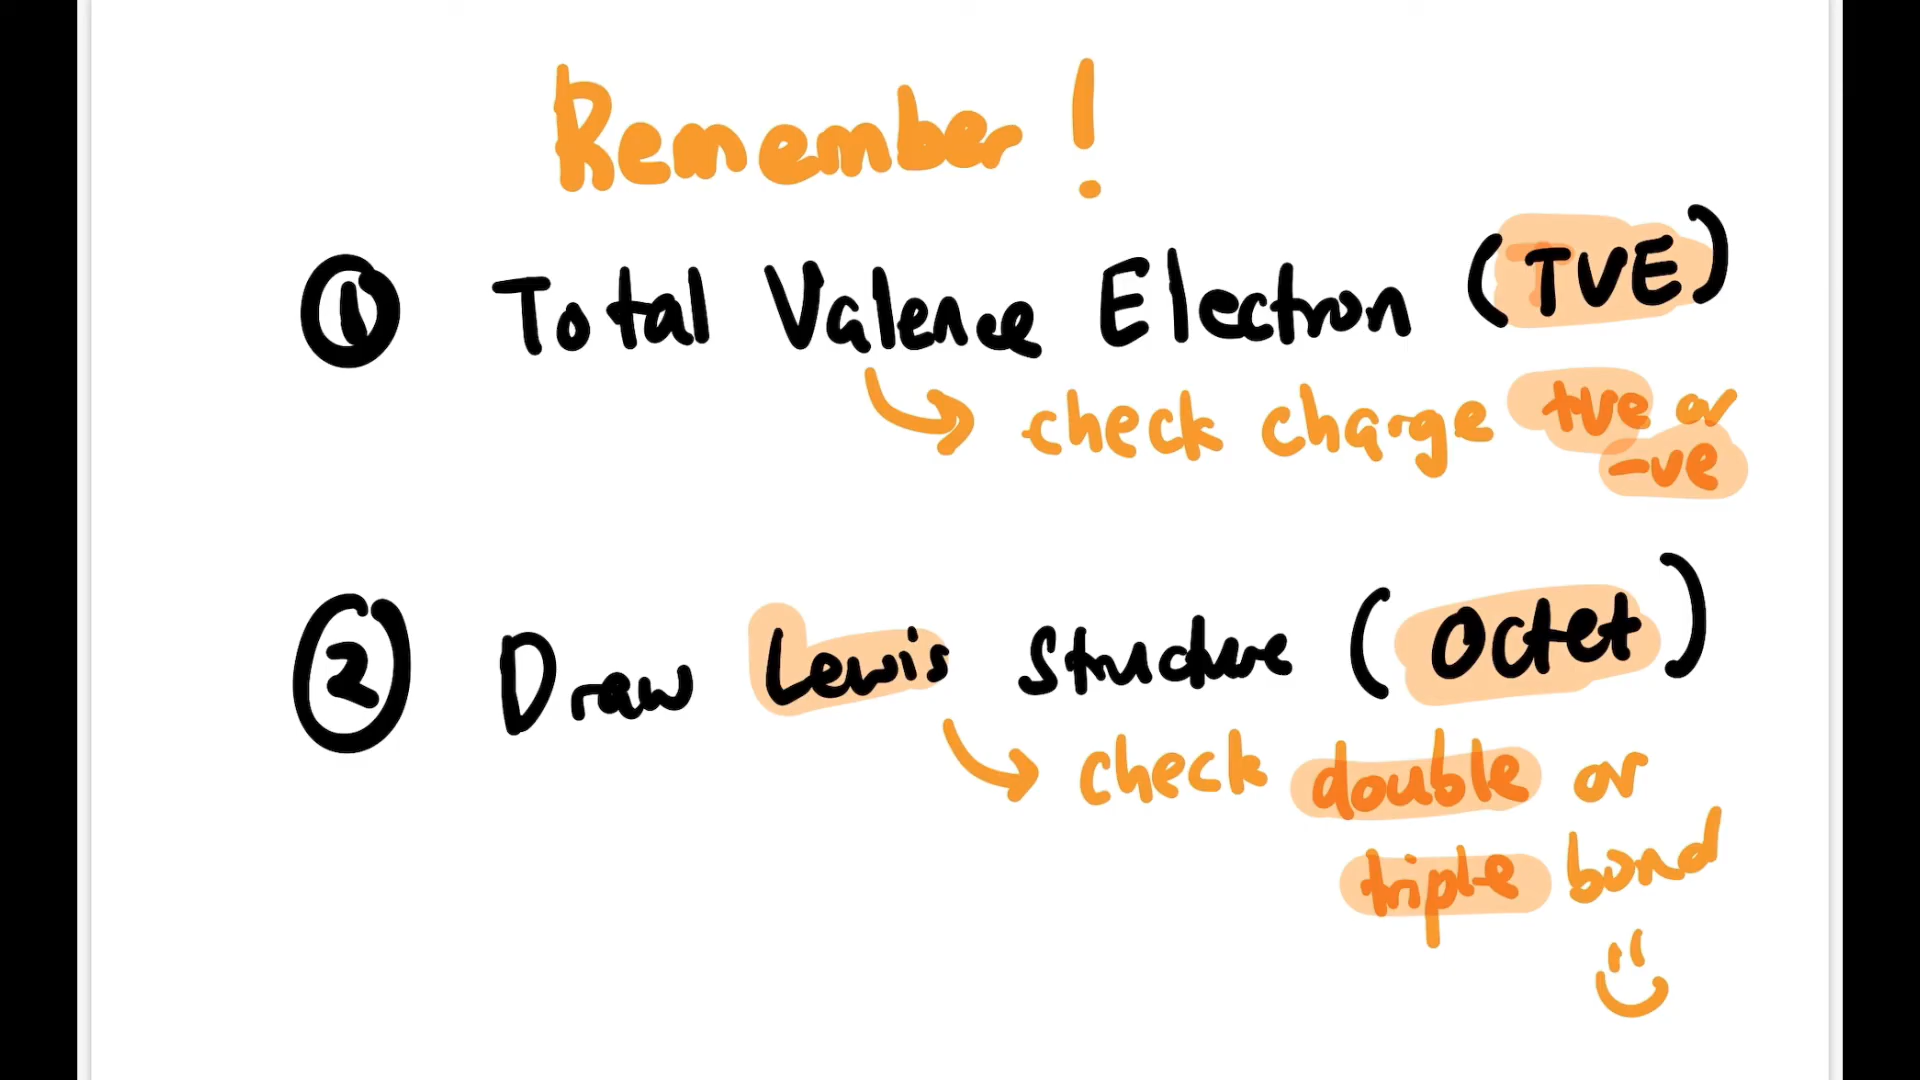 Remember!
① Total Valence Electron (TVE)
check charge +ve or
-ve
② Draw Lewis Structure (Octet)
check double or
triple bond